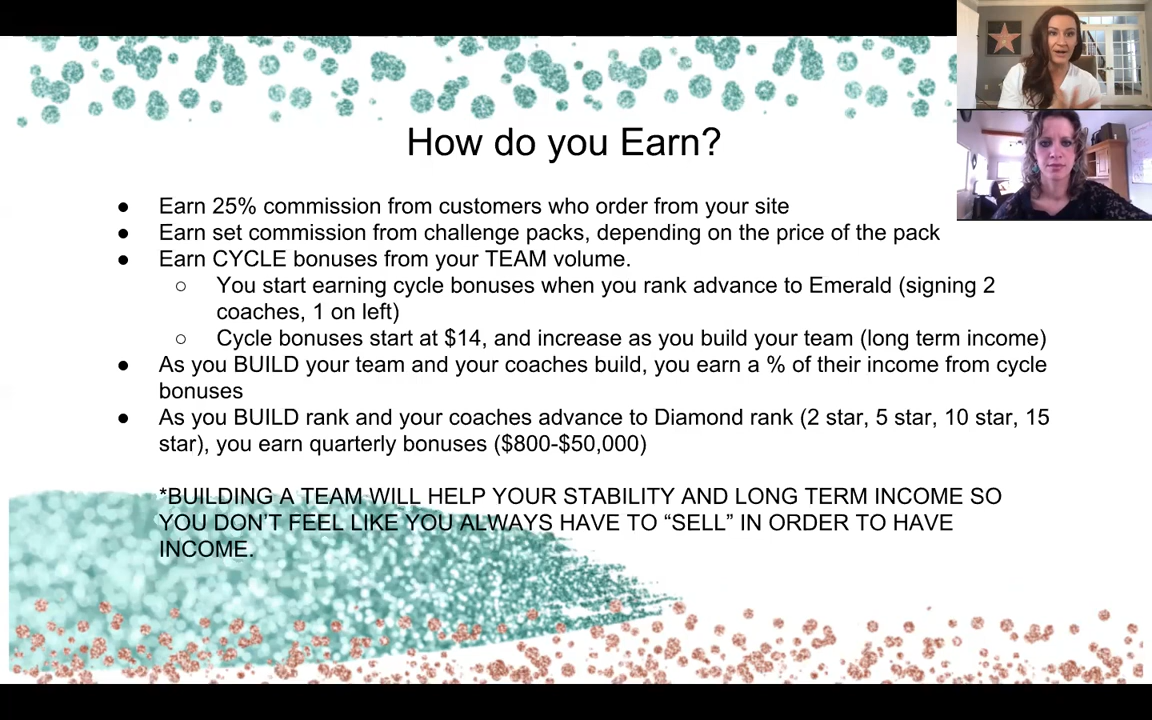 How do you Earn?
● Earn 25% commission from customers who order from your site
● Earn set commission from challenge packs, depending on the price of the pack
● Earn CYCLE bonuses from your TEAM volume.
○ You start earning cycle bonuses when you rank advance to Emerald (signing 2
coaches, 1 on left)
○ Cycle bonuses start at $14, and increase as you build your team (long term income)
● As you BUILD your team and your coaches build, you earn a % of their income from cycle
bonuses
● As you BUILD rank and your coaches advance to Diamond rank (2 star, 5 star, 10 star, 15
star), you earn quarterly bonuses ($800-$50,000)
*BUILDING A TEAM WILL HELP YOUR STABILITY AND LONG TERM INCOME SO
YOU DON’T FEEL LIKE YOU ALWAYS HAVE TO “SELL” IN ORDER TO HAVE
INCOME.